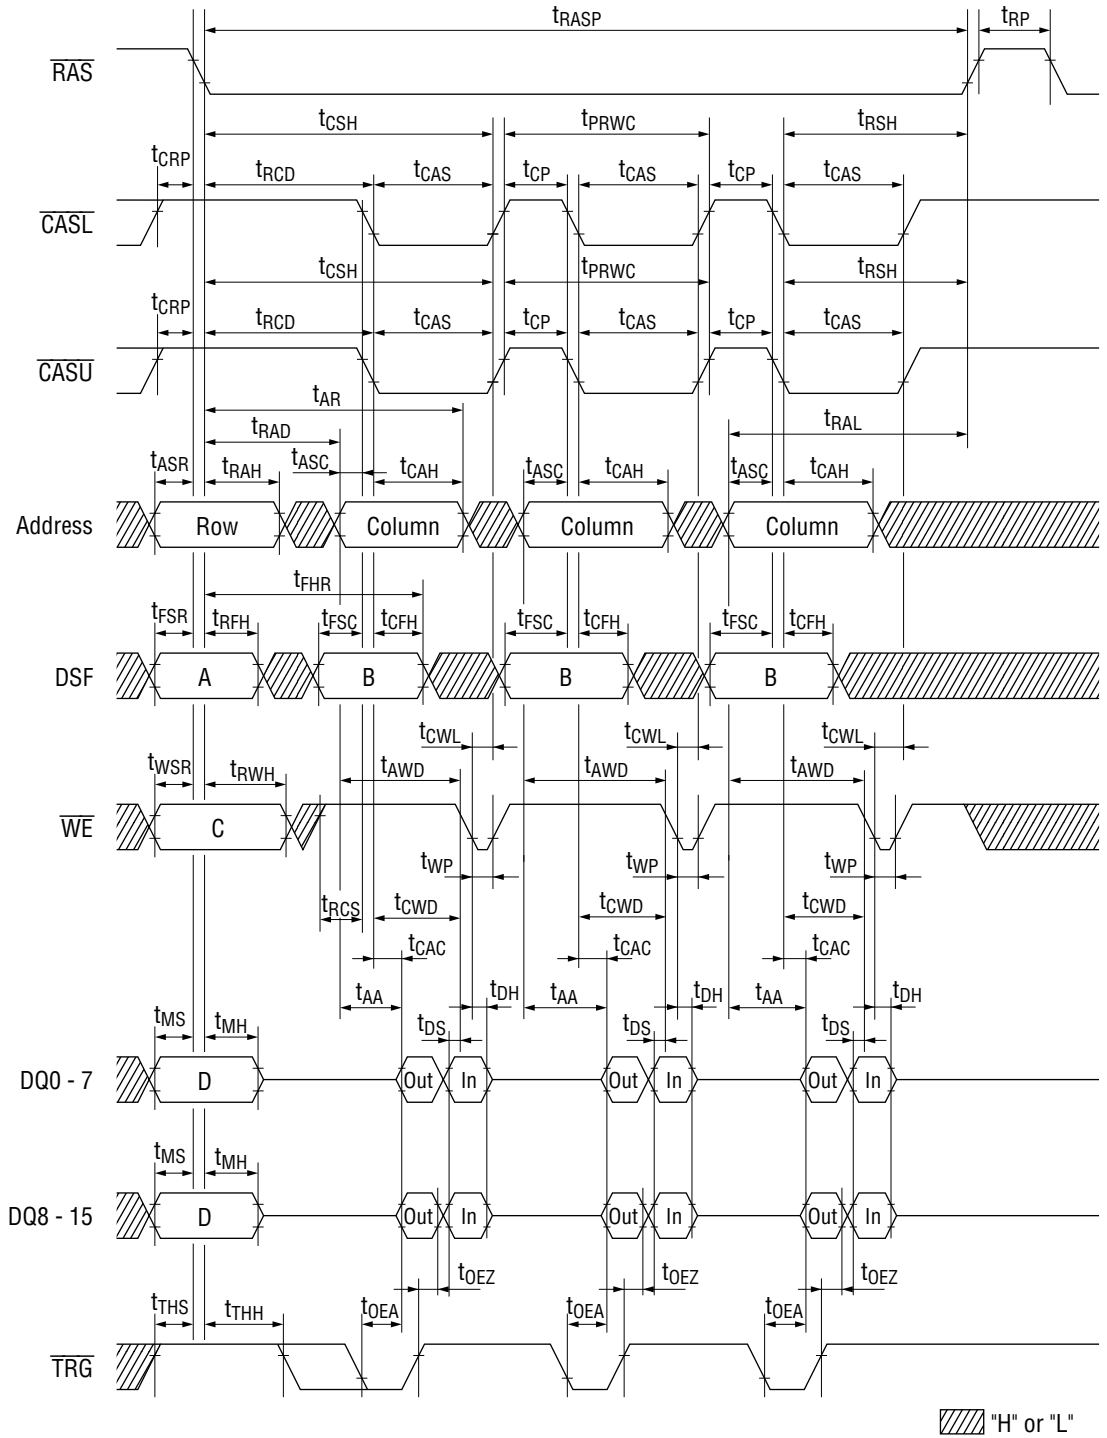 tRASP tRP
RAS
tCSH tPRWC tRSH
tCRP tRCD tCAS tCP tCAS tCP tCAS
CASL
tCSH tPRWC tRSH
tCRP tRCD tCAS tCP tCAS tCP tCAS
CASU
tAR
tRAD tRAL
tASR tRAH tASC tCAH tASC tCAH tASC tCAH
Address Row Column Column Column
tFHR
tFSR tRFH tFSC tCFH tFSC tCFH tFSC tCFH
DSF A B B B
tCWL tCWL tCWL
tWSR tRWH tAWD tAWD tAWD
WE C
tWP tWP tWP
tRCS tCWD tCWD tCWD
tCAC tCAC tCAC
tAA tDH tAA tDH tAA tDH
tMS tMH tDS tDS tDS
DQ0 - 7 D Out In Out In Out In
tMS tMH
DQ8 - 15 D Out In Out In Out In
tOEZ tOEZ tOEZ
tTHS tTHH tOEA tOEA tOEA
TRG
"H" or "L"